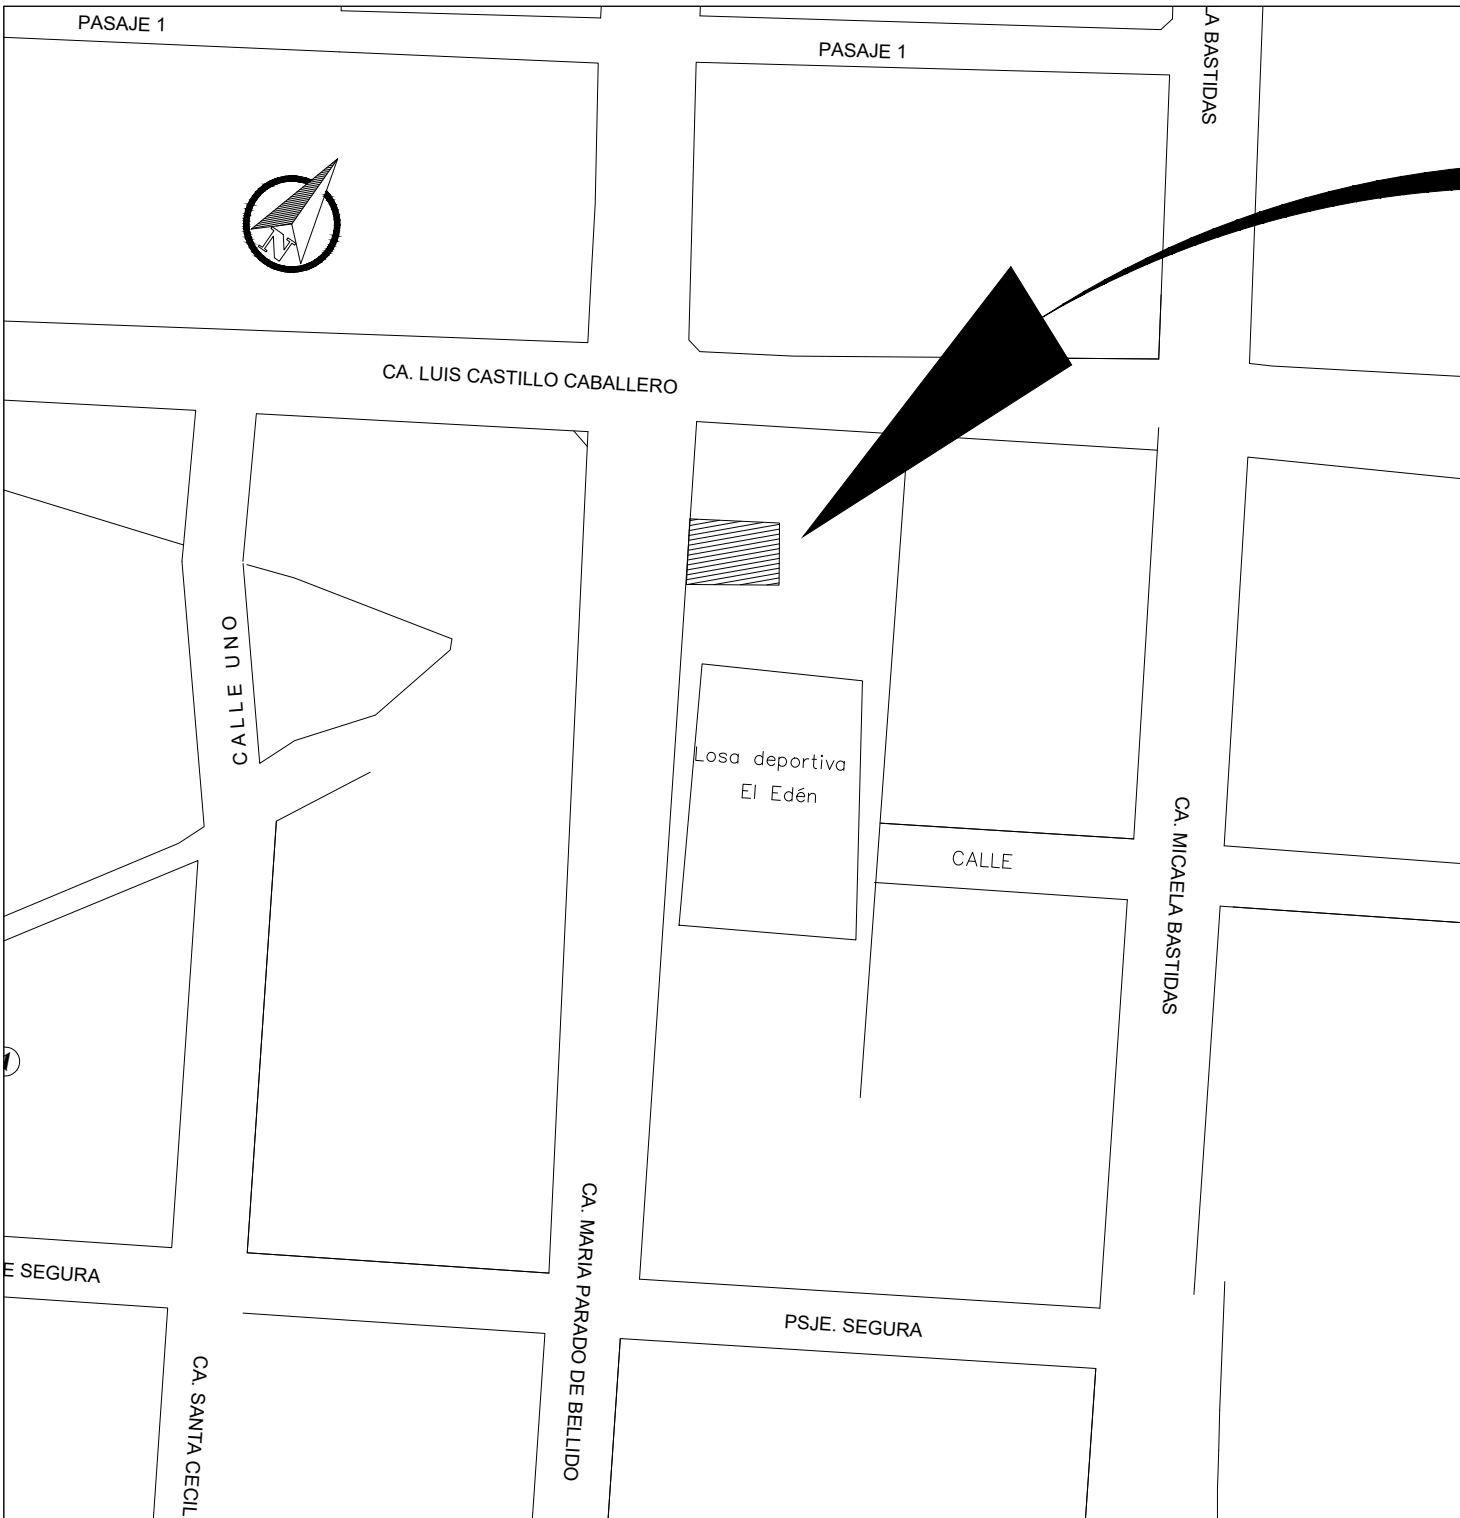 PASAJE 1
PASAJE 1
LA BASTIDAS
N
CA. LUIS CASTILLO CABALLERO
CALLE UNO
Losa deportiva
El Edén
CALLE
CA. MICAELA BASTIDAS
E SEGURA
CA. MARIA PARADO DE BELLIDO
PSJE. SEGURA
CA. SANTA CECIL